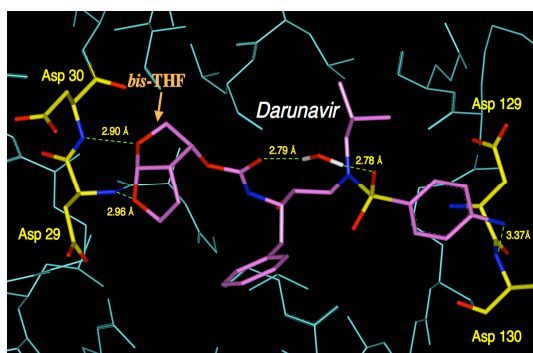 Asp 30
bis-THF
Darunavir
Asp 129
2.90 Å
2.79 Å
2.78 Å
2.96 Å
Asp 29
3.37Å
Asp 130